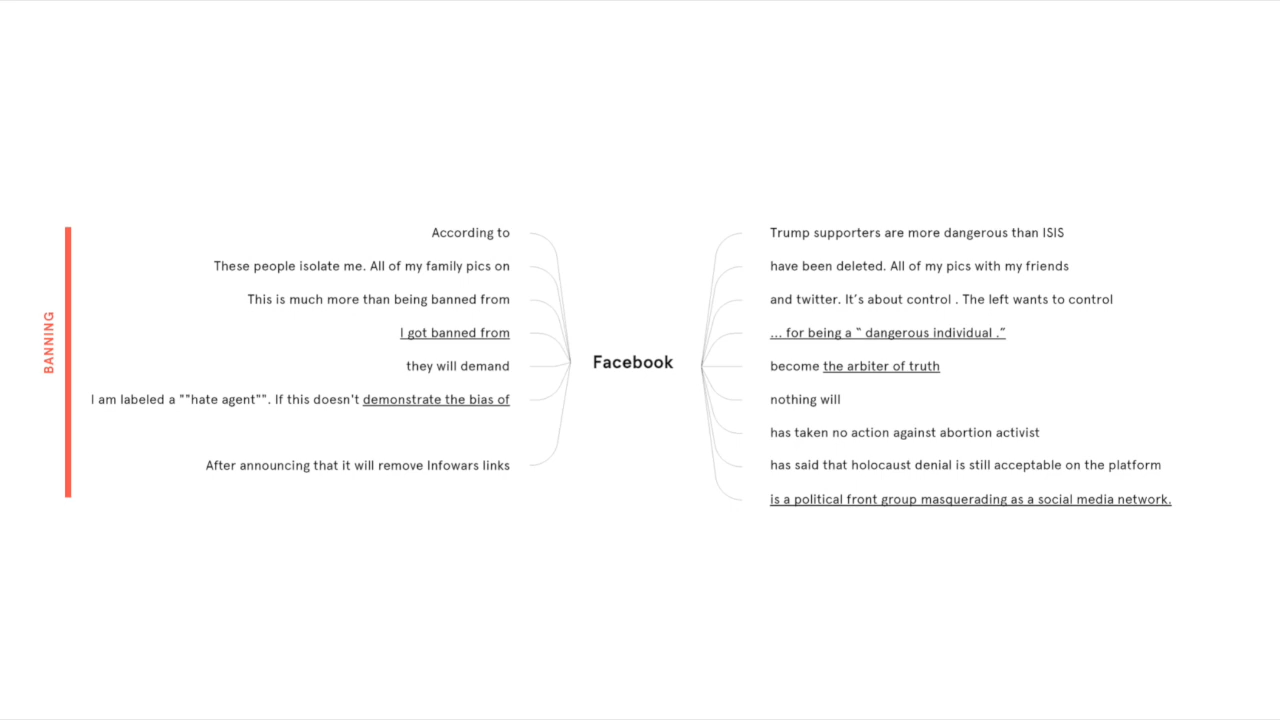 BANNING
According to
These people isolate me. All of my family pics on
This is much more than being banned from
I got banned from
they will demand
I am labeled a ""hate agent"". If this doesn't demonstrate the bias of
After announcing that it will remove Infowars links
Facebook
Trump supporters are more dangerous than ISIS
have been deleted. All of my pics with my friends
and twitter. It’s about control . The left wants to control
... for being a “ dangerous individual .”
become the arbiter of truth
nothing will
has taken no action against abortion activist
has said that holocaust denial is still acceptable on the platform
is a political front group masquerading as a social media network.